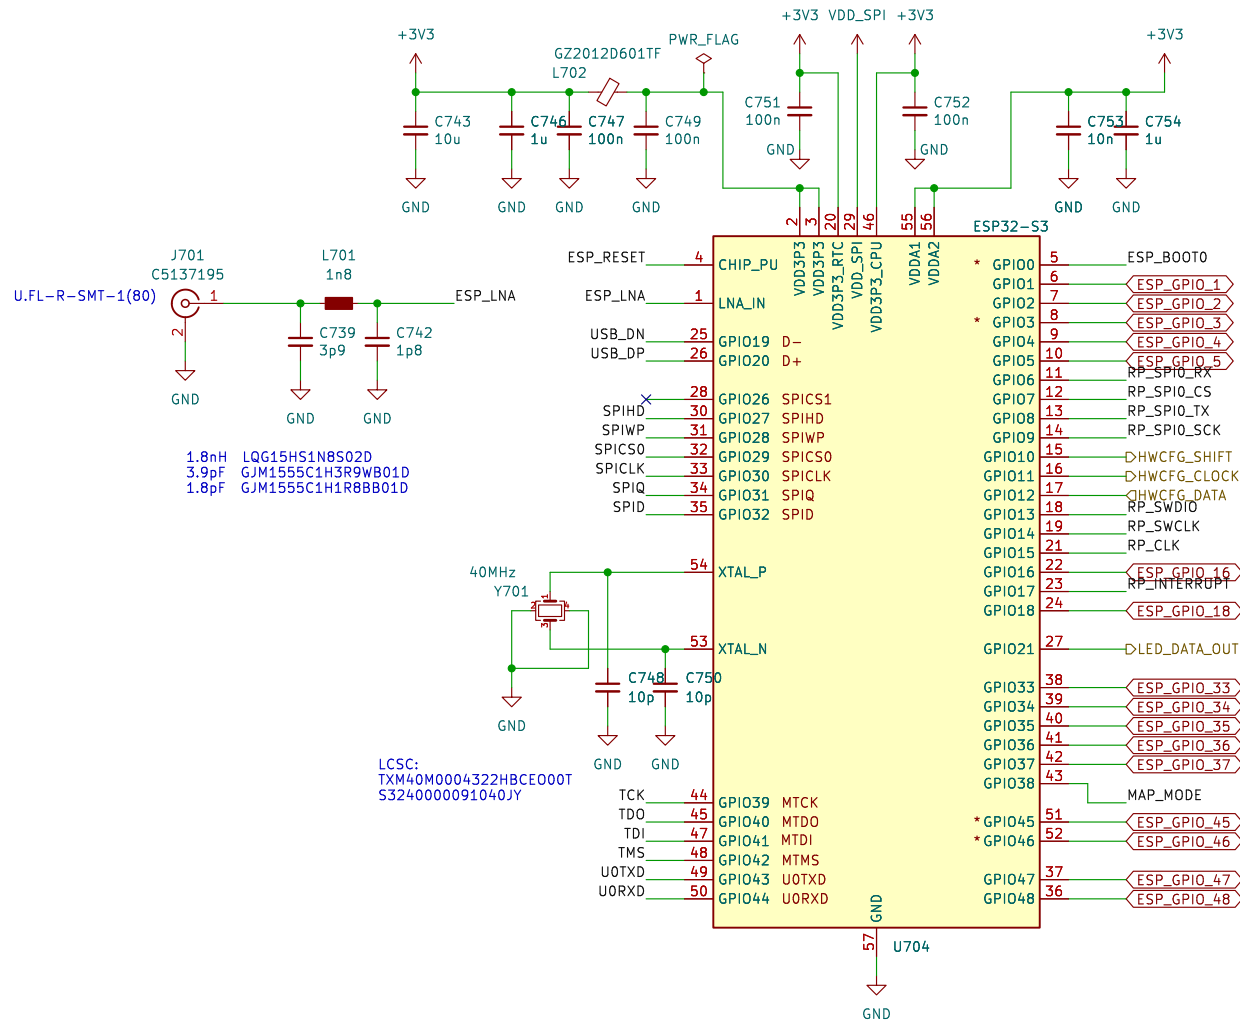 +3V3
VDD_SPI
+3V3
+3V3
+3V3
PWR_FLAG
GZ2012D601TF
L702
C743
10u
C746
1u
C747
100n
C749
100n
C751
100n
C752
100n
C753
10n
C754
1u
GND
GND
GND
GND
GND
GND
GND
GND
2
3
20
29
46
55
56
ESP32-S3
VDD3P3
VDD3P3
VDD3P3_RTC
VDD_SPI
VDD3P3_CPU
VDDA1
VDDA2
J701
C5137195
U.FL-R-SMT-1(80)
1
2
GND
L701
1n8
ESP_LNA
C739
3p9
C742
1p8
GND
GND
1.8nH LQG15HS1N8S02D
3.9pF GJM1555C1H3R9WB01D
1.8pF GJM1555C1H1R8BB01D
ESP_RESET 4 CHIP_PU
ESP_LNA 1 LNA_IN
USB_DN 25 GPIO19 D-
USB_DP 26 GPIO20 D+
28 GPIO26 SPICS1
SPIHD 30 GPIO27 SPIHD
SPIWP 31 GPIO28 SPIWP
SPICS0 32 GPIO29 SPICS0
SPICLK 33 GPIO30 SPICLK
SPIQ 34 GPIO31 SPIQ
SPID 35 GPIO32 SPID
54 XTAL_P
53 XTAL_N
40MHz
Y701
1
2
4
3
GND
C748
10p
C750
10p
GND
GND
LCSC:
TXM40M0004322HBCEO00T
S3240000091040JY
TCK 44 GPIO39 MTCK
TDO 45 GPIO40 MTDO
TDI 47 GPIO41 MTDI
TMS 48 GPIO42 MTMS
U0TXD 49 GPIO43 U0TXD
U0RXD 50 GPIO44 U0RXD
* GPIO0 5 ESP_BOOT0
GPIO1 6 ESP_GPIO_1
GPIO2 7 ESP_GPIO_2
* GPIO3 8 ESP_GPIO_3
GPIO4 9 ESP_GPIO_4
GPIO5 10 ESP_GPIO_5
GPIO6 11 RP_SPI0_RX
GPIO7 12 RP_SPI0_CS
GPIO8 13 RP_SPI0_TX
GPIO9 14 RP_SPI0_SCK
GPIO10 15 HWCFG_SHIFT
GPIO11 16 HWCFG_CLOCK
GPIO12 17 HWCFG_DATA
GPIO13 18 RP_SWDIO
GPIO14 19 RP_SWCLK
GPIO15 21 RP_CLK
GPIO16 22 ESP_GPIO_16
GPIO17 23 RP_INTERRUPT
GPIO18 24 ESP_GPIO_18
GPIO21 27 LED_DATA_OUT
GPIO33 38 ESP_GPIO_33
GPIO34 39 ESP_GPIO_34
GPIO35 40 ESP_GPIO_35
GPIO36 41 ESP_GPIO_36
GPIO37 42 ESP_GPIO_37
GPIO38 43 MAP_MODE
* GPIO45 51 ESP_GPIO_45
* GPIO46 52 ESP_GPIO_46
GPIO47 37 ESP_GPIO_47
GPIO48 36 ESP_GPIO_48
GND
57
U704
GND